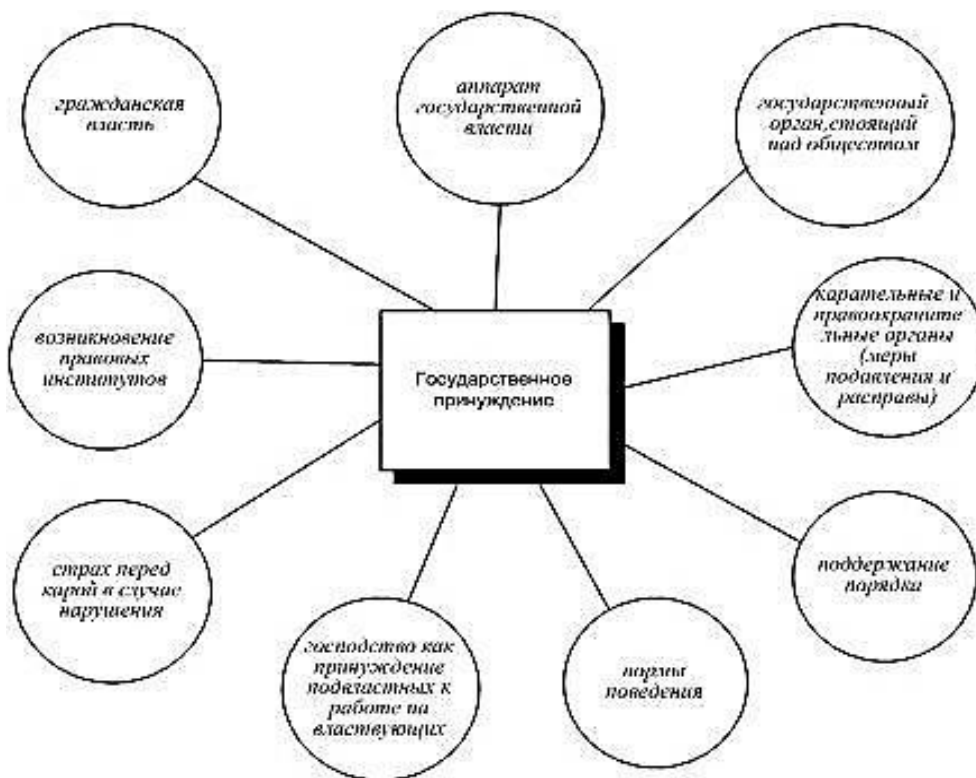 гражданская
власть
аппарат
государственной
власти
государственный
орган,стоящий
над обществом
возникновение
правовых
институтов
Государственное
принуждение
карательные и
правоохраните
льные органы
(меры
подавления и
расправы)
страх перед
карой в случае
нарушения
господство как
принуждение
подвластных к
работе на
властвующих
нормы
поведения
поддержание
порядка